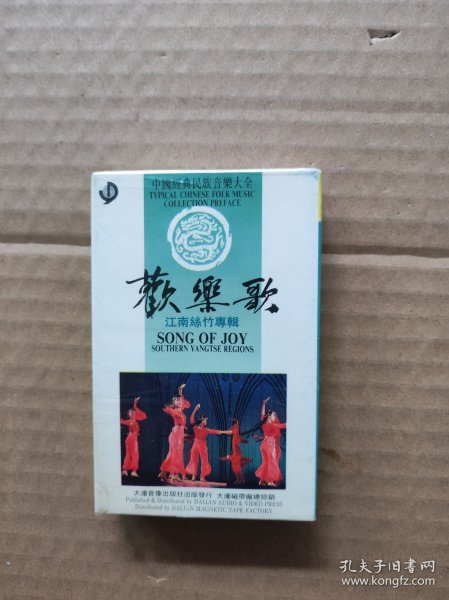 中國經典民族音樂大全
TYPICAL CHINESE FOLK MUSIC
COLLECTION PREFACE
歡樂歌
江南絲竹專輯
SONG OF JOY
SOUTHERN YANGTSE REGIONS
大連音像出版社出版發行 大連磁帶廠總經銷
Published & Distributed by DALIAN AUDIO & VIDEO PRESS
Distributed by DALIAN MAGNETIC TAPE FACTORY
孔夫子旧书网
www.kongfz.com